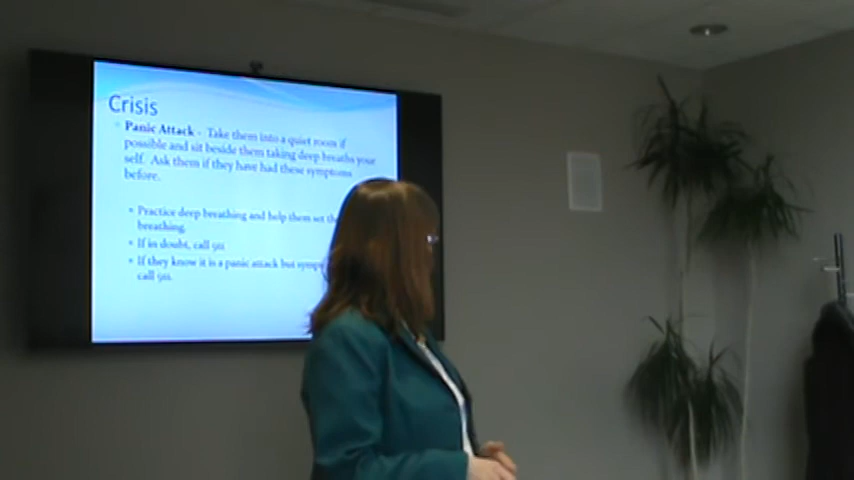 Crisis
Panic Attack - Take them into a quiet room if
possible and sit beside them taking deep breaths your
self. Ask them if they have had these symptoms
before.
Practice deep breathing and help them set
breathing.
If in doubt, call 911
If they know it is a panic attack but
call 911.